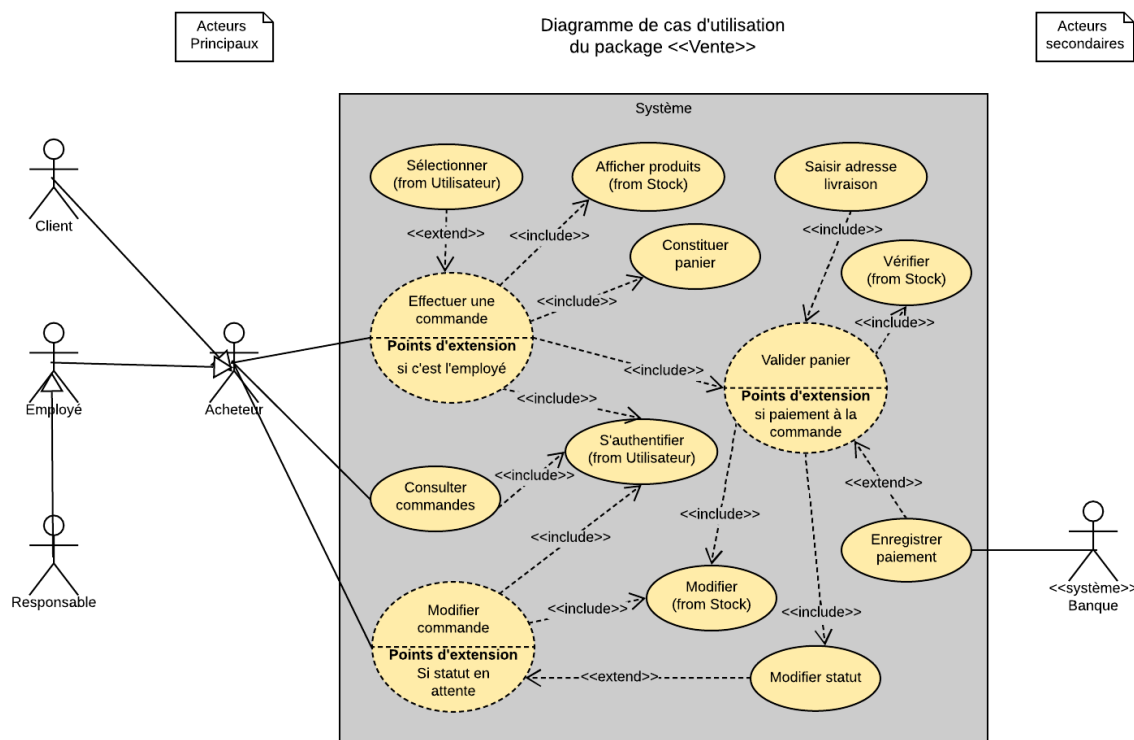 Acteurs
Principaux
Diagramme de cas d'utilisation
du package <<Vente>>
Acteurs
secondaires
Système
Client
Employé
Responsable
Acheteur
Sélectionner
(from Utilisateur)
Afficher produits
(from Stock)
Saisir adresse
livraison
<<extend>>
<<include>>
<<include>>
Constituer
panier
Vérifier
(from Stock)
<<include>>
<<include>>
Effectuer une
commande
Points d'extension
si c'est l'employé
<<include>>
Valider panier
Points d'extension
si paiement à la
commande
<<include>>
S'authentifier
(from Utilisateur)
Consulter
commandes
<<include>>
<<extend>>
<<include>>
<<include>>
Enregistrer
paiement
<<système>>
Banque
Modifier
commande
Points d'extension
Si statut en
attente
<<include>>
Modifier
(from Stock)
<<include>>
<<extend>>
Modifier statut